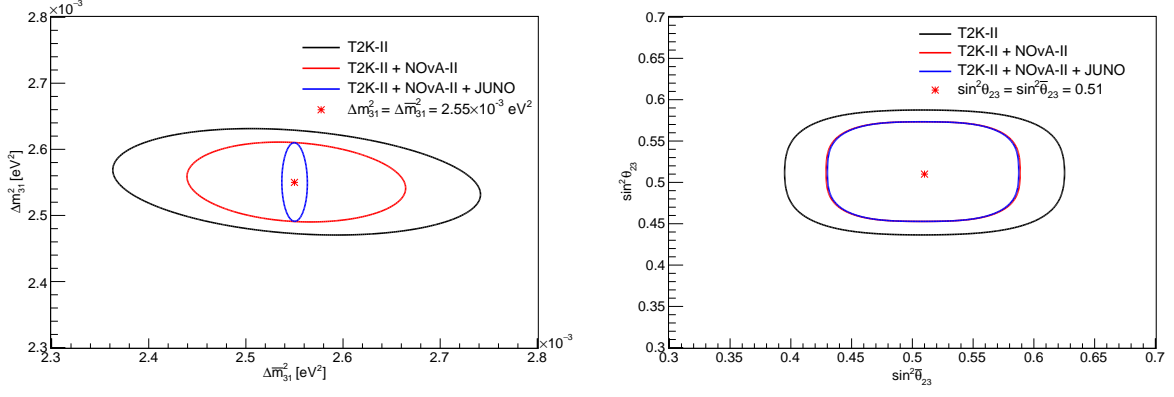 ×10⁻³
2.8
2.7
2.6
2.5
2.4
2.3
Δm²₃₁ [eV²]
T2K-II
T2K-II + NOνA-II
T2K-II + NOνA-II + JUNO
Δm²₃₁ = Δm̅²₃₁ = 2.55×10⁻³ eV²
2.3 2.4 2.5 2.6 2.7 2.8
×10⁻³
Δm̅²₃₁ [eV²]
0.7
0.65
0.6
0.55
0.5
0.45
0.4
0.35
0.3
sin²θ₂₃
T2K-II
T2K-II + NOνA-II
T2K-II + NOνA-II + JUNO
sin²θ₂₃ = sin²θ̅₂₃ = 0.51
0.3 0.35 0.4 0.45 0.5 0.55 0.6 0.65 0.7
sin²θ̅₂₃